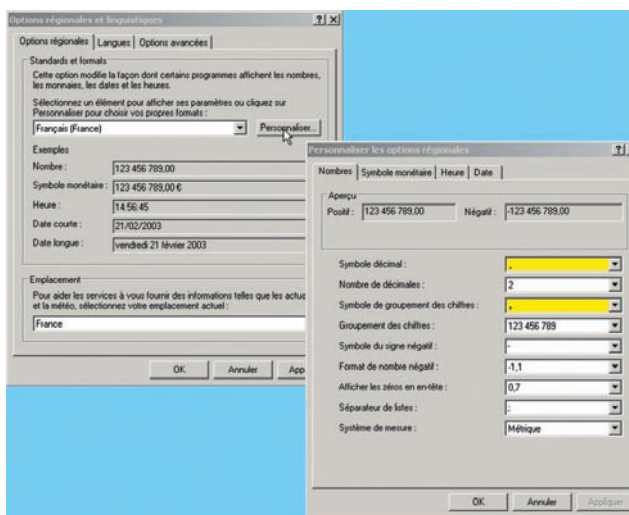 Options régionales et linguistiques
Options régionales Langues Options avancées
Standards et formats
Cette option modifie la façon dont certains programmes affichent les nombres,
les monnaies, les dates et les heures.
Sélectionnez un élément pour afficher ses paramètres ou cliquez sur
Personnaliser pour choisir vos propres formats :
Français (France) Personnaliser...
Exemples
Nombre : 123 456 789,00
Symbole monétaire : 123 456 789,00 €
Heure : 14:56:45
Date courte : 21/02/2003
Date longue : vendredi 21 février 2003
Emplacement
Pour aider les services à vous fournir des informations telles que les actua
et la météo, sélectionnez votre emplacement actuel :
France
OK Annuler App
Personnaliser les options régionales
Nombres Symbole monétaire Heure Date
Aperçu
Positif : 123 456 789,00 Négatif : -123 456 789,00
Symbole décimal : ,
Nombre de décimales : 2
Symbole de groupement des chiffres :
Groupement des chiffres : 123 456 789
Symbole du signe négatif : -
Format de nombre négatif : -1,1
Afficher les zéros en en-tête : 0,7
Séparateur de listes : ;
Système de mesure : Métrique
OK Annuler Appliquer